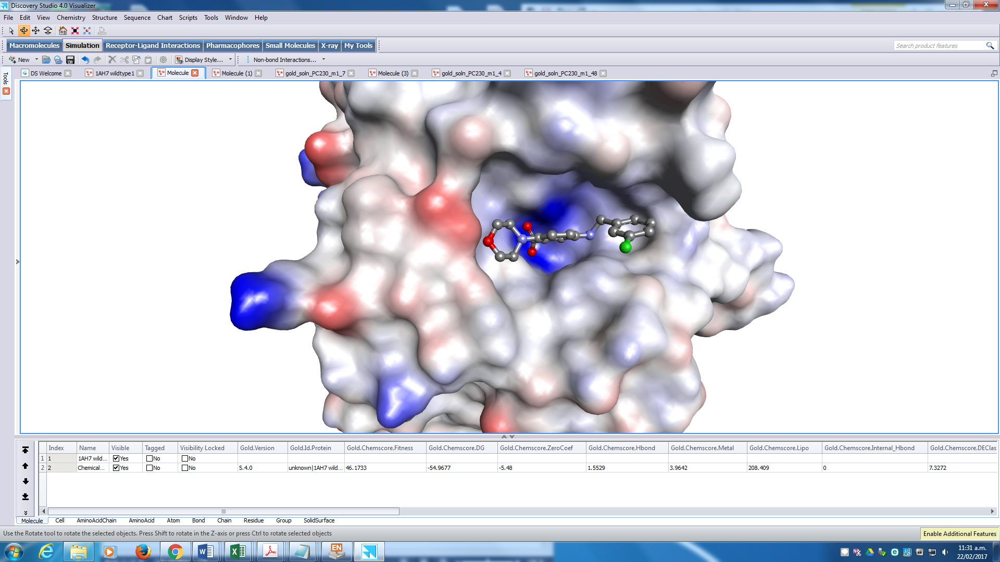 Discovery Studio 4.0 Visualizer
File Edit View Chemistry Structure Sequence Chart Scripts Tools Window Help
Macromolecules Simulation Receptor-Ligand Interactions Pharmacophores Small Molecules X-ray My Tools
Search product features
New Display Style... Non-bond Interactions...
Tools
DS Welcome 1AH7 wildtype1 Molecule Molecule (1) gold_soln_PC230_m1_7 Molecule (3) gold_soln_PC230_m1_4 gold_soln_PC230_m1_48
Index Name Visible Tagged Visibility Locked Gold.Version Gold.Id.Protein Gold.Chemscore.Fitness Gold.Chemscore.DG Gold.Chemscore.ZeroCoef Gold.Chemscore.Hbond Gold.Chemscore.Metal Gold.Chemscore.Lipo Gold.Chemscore.Internal_Hbond Gold.Chemscore.DEClas
1 1 1AH7 wild... Yes No No
2 2 Chemical... Yes No No 5.4.0 unknown|1AH7 wild... 46.1733 -54.9677 -5.48 1.5529 3.9642 208.409 0 7.3272
Molecule Cell AminoAcidChain AminoAcid Atom Bond Chain Residue Group SolidSurface
Use the Rotate tool to rotate the selected objects. Press Shift to rotate in the Z-axis or press Ctrl to rotate selected objects
Enable Additional Features
EN
11:31 a.m.
22/02/2017